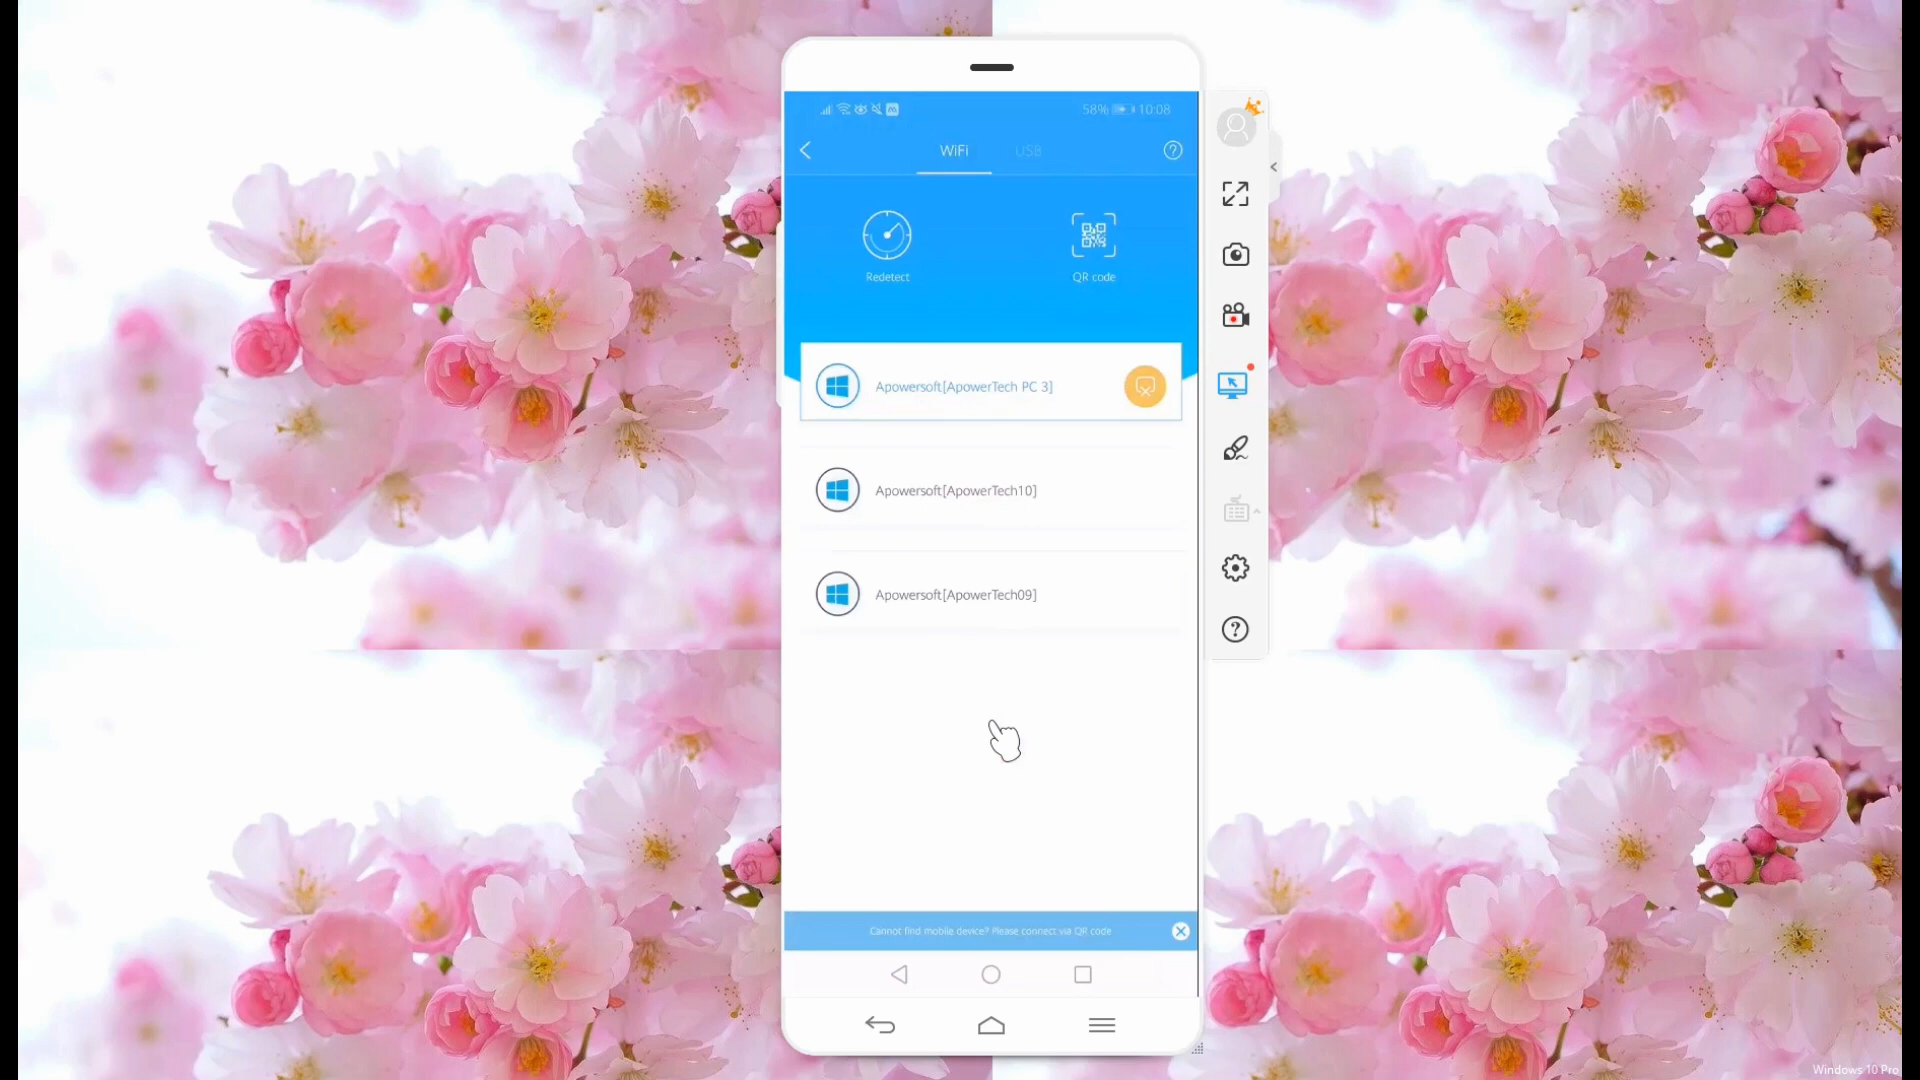 58% 10:08
WiFi USB
Redetect QR code
Apowersoft[ApowerTech PC 3]
Apowersoft[ApowerTech10]
Apowersoft[ApowerTech09]
Cannot find mobile device? Please connect via QR code
Windows 10 Pro